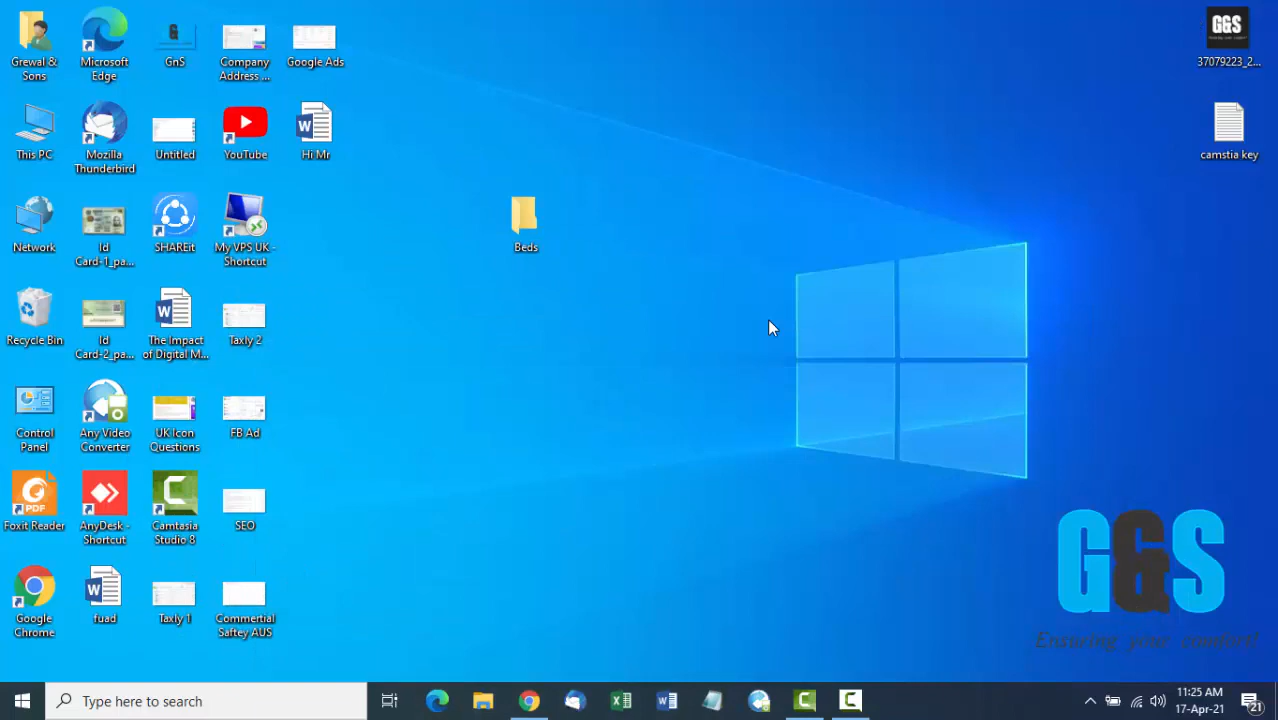 Grewal &
Sons
Microsoft
Edge
GnS
Company
Address ...
Google Ads
G&S
37079223_2...
This PC
Mozilla
Thunderbird
Untitled
YouTube
Hi Mr
camstia key
Network
Id
Card-1_pa...
SHAREit
My VPS UK -
Shortcut
Beds
Recycle Bin
Id
Card-2_pa...
The Impact
of Digital M...
Taxly 2
Control
Panel
Any Video
Converter
UK Icon
Questions
FB Ad
PDF
Foxit Reader
AnyDesk -
Shortcut
Camtasia
Studio 8
SEO
Google
Chrome
fuad
Taxly 1
Commertial
Saftey AUS
G&S
Ensuring your comfort!
Type here to search
11:25 AM
17-Apr-21
21